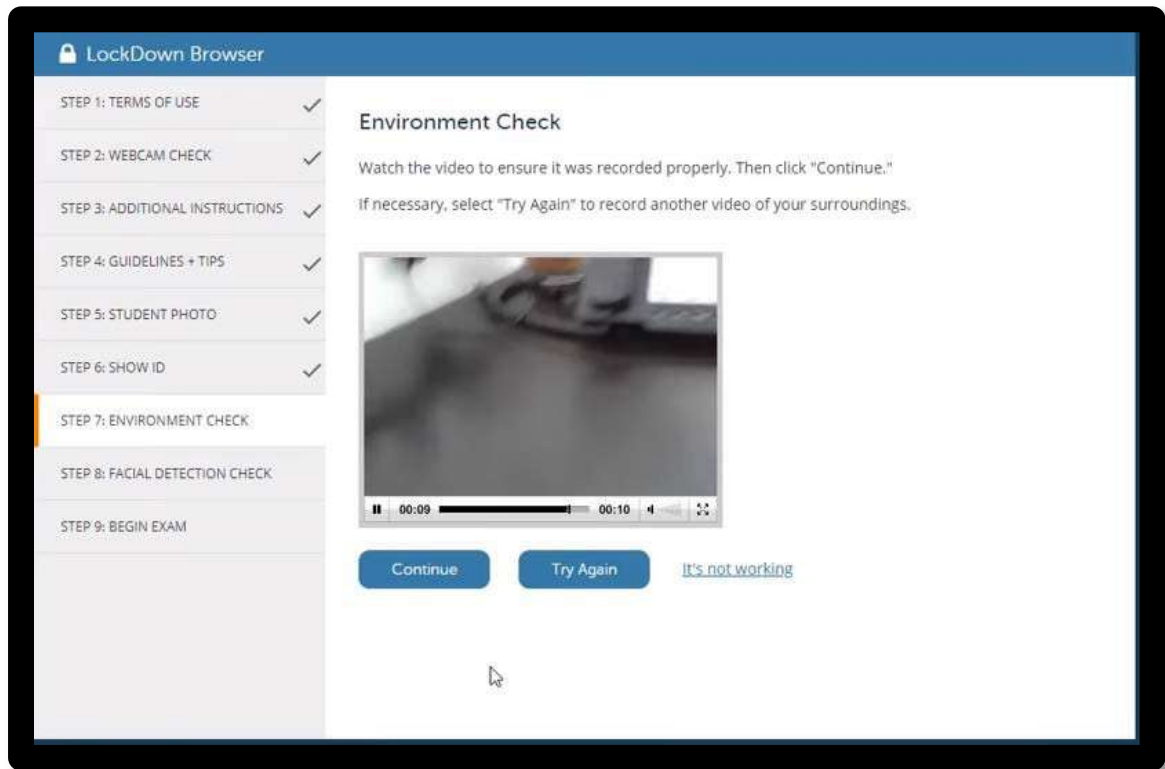 LockDown Browser
STEP 1: TERMS OF USE
STEP 2: WEBCAM CHECK
STEP 3: ADDITIONAL INSTRUCTIONS
STEP 4: GUIDELINES + TIPS
STEP 5: STUDENT PHOTO
STEP 6: SHOW ID
STEP 7: ENVIRONMENT CHECK
STEP 8: FACIAL DETECTION CHECK
STEP 9: BEGIN EXAM
Environment Check
Watch the video to ensure it was recorded properly. Then click "Continue."
If necessary, select "Try Again" to record another video of your surroundings.
00:09 00:10
Continue Try Again It's not working